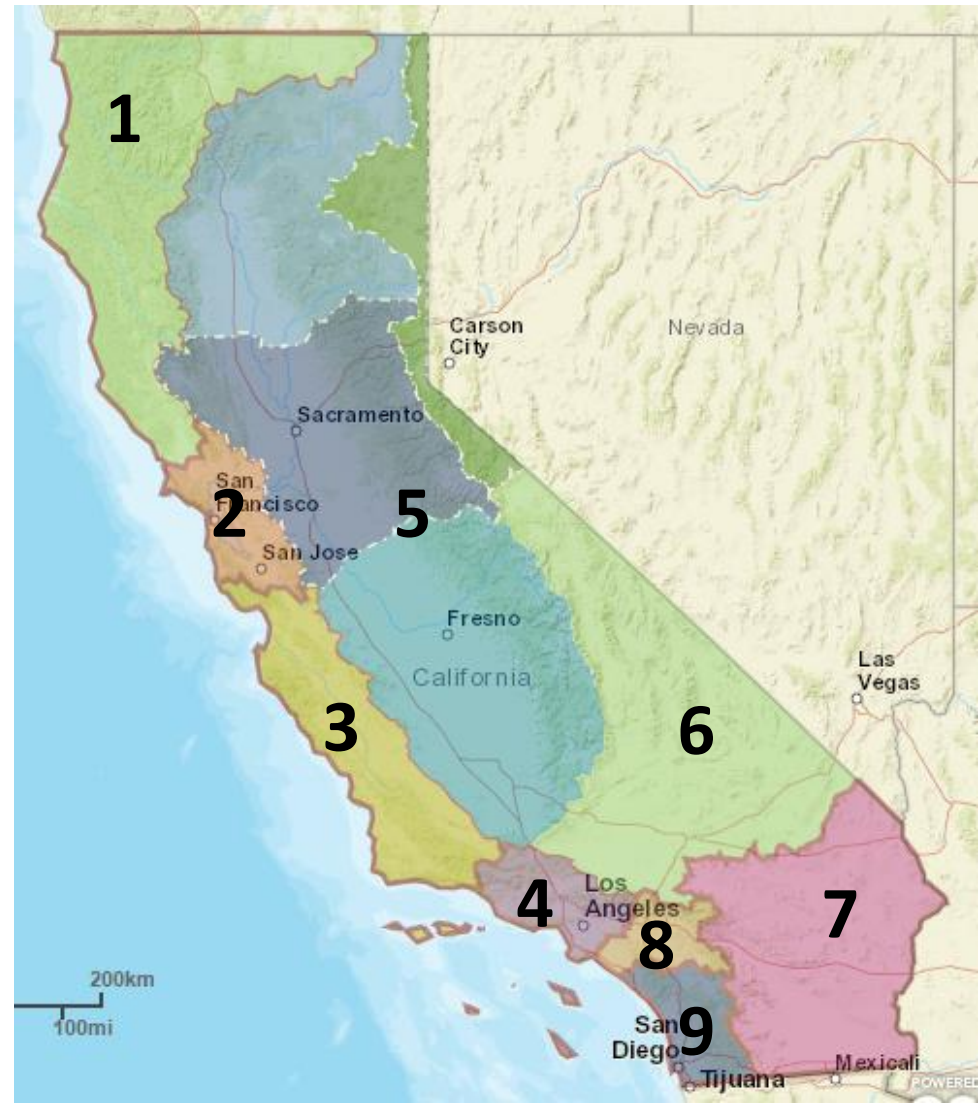 1
Carson
City
Nevada
Sacramento
San
Francisco
2
5
San Jose
Fresno
California
Las
Vegas
3
6
4
Los
Angeles
7
8
200km
100mi
San
Diego
9
Mexicali
Tijuana
POWERED